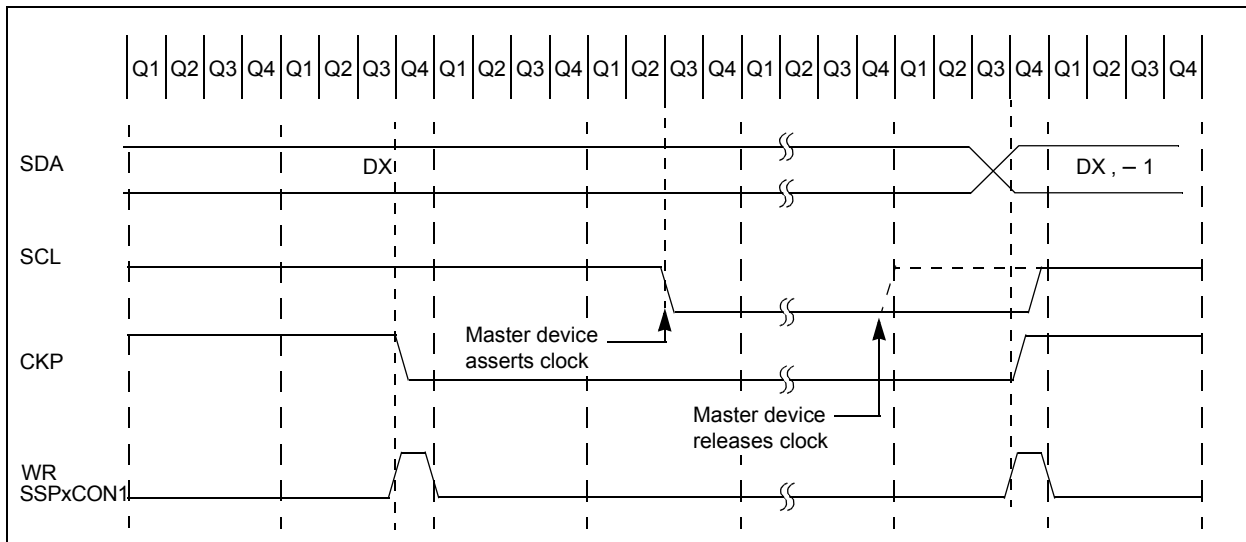 Q1 Q2 Q3 Q4 Q1 Q2 Q3 Q4 Q1 Q2 Q3 Q4 Q1 Q2 Q3 Q4 Q1 Q2 Q3 Q4 Q1 Q2 Q3 Q4 Q1 Q2 Q3 Q4
SDA
DX
DX , – 1
SCL
Master device
asserts clock
CKP
Master device
releases clock
WR
SSPxCON1